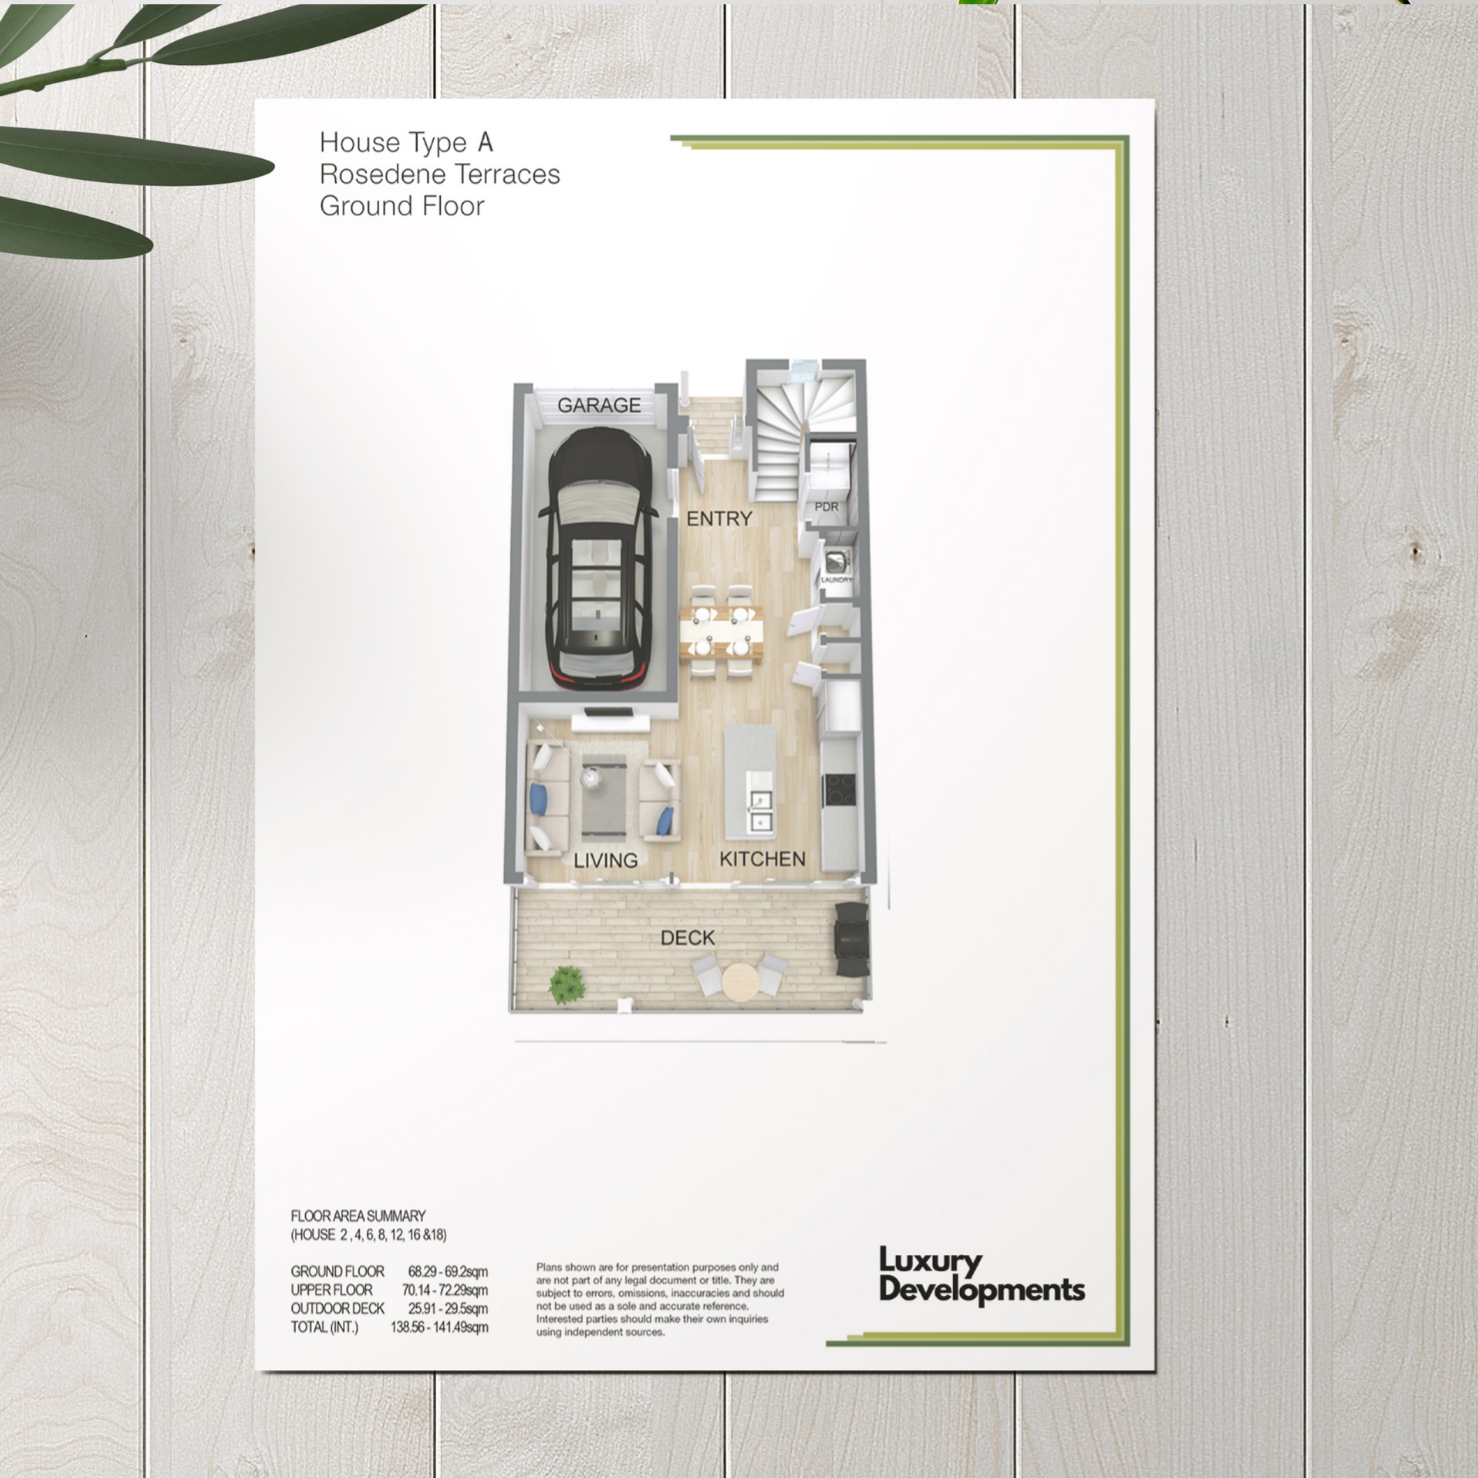 House Type A
Rosedene Terraces
Ground Floor
GARAGE
PDR
ENTRY
LAUNDRY
LIVING
KITCHEN
DECK
FLOOR AREA SUMMARY
(HOUSE 2 , 4, 6, 8, 12, 16 &18)
GROUND FLOOR 68.29 - 69.2sqm
UPPER FLOOR 70.14 - 72.29sqm
OUTDOOR DECK 25.91 - 29.5sqm
TOTAL (INT.) 138.56 - 141.49sqm
Plans shown are for presentation purposes only and
are not part of any legal document or title. They are
subject to errors, omissions, inaccuracies and should
not be used as a sole and accurate reference.
Interested parties should make their own inquiries
using independent sources.
Luxury
Developments